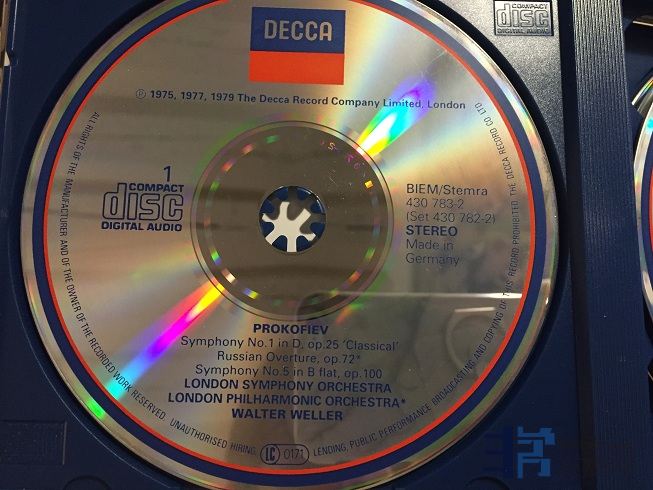 DECCA
COMPACT
disc
DIGITAL AUDIO
℗ 1975, 1977, 1979 The Decca Record Company Limited, London
ALL RIGHTS OF THE MANUFACTURER AND OF THE OWNER OF THE RECORDED WORK RESERVED. UNAUTHORISED HIRING, LENDING, PUBLIC PERFORMANCE, BROADCASTING AND COPYING OF THIS RECORD PROHIBITED. THE DECCA RECORD CO LTD
1
COMPACT
disc
DIGITAL AUDIO
BIEM/Stemra
430 783-2
(Set 430 782-2)
STEREO
Made in
Germany
PROKOFIEV
Symphony No.1 in D, op.25 'Classical'
Russian Overture, op.72*
Symphony No.5 in B flat, op.100
LONDON SYMPHONY ORCHESTRA
LONDON PHILHARMONIC ORCHESTRA*
WALTER WELLER
LC 0171